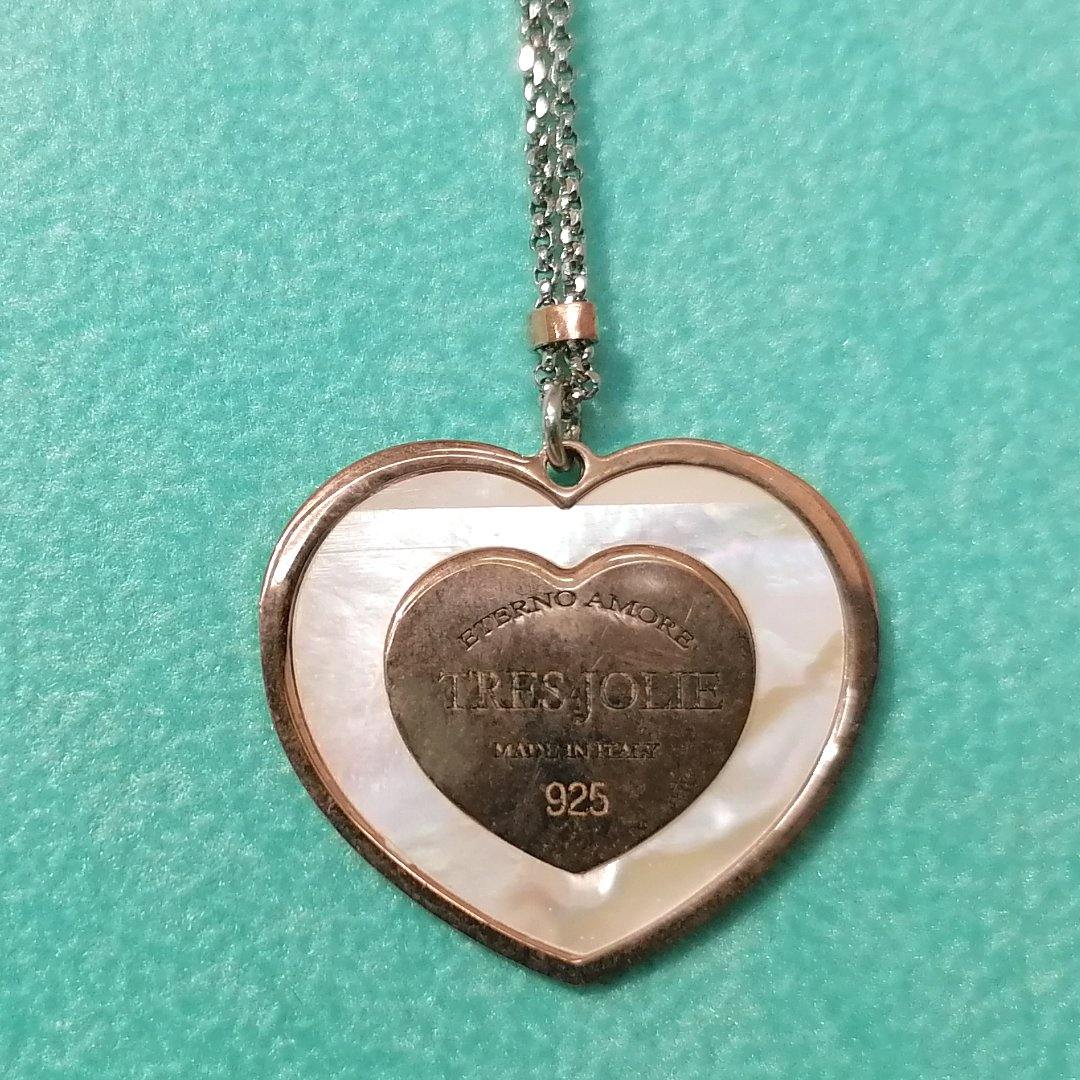 ETERNO AMORE
TRES JOLIE
MADE IN ITALY
925